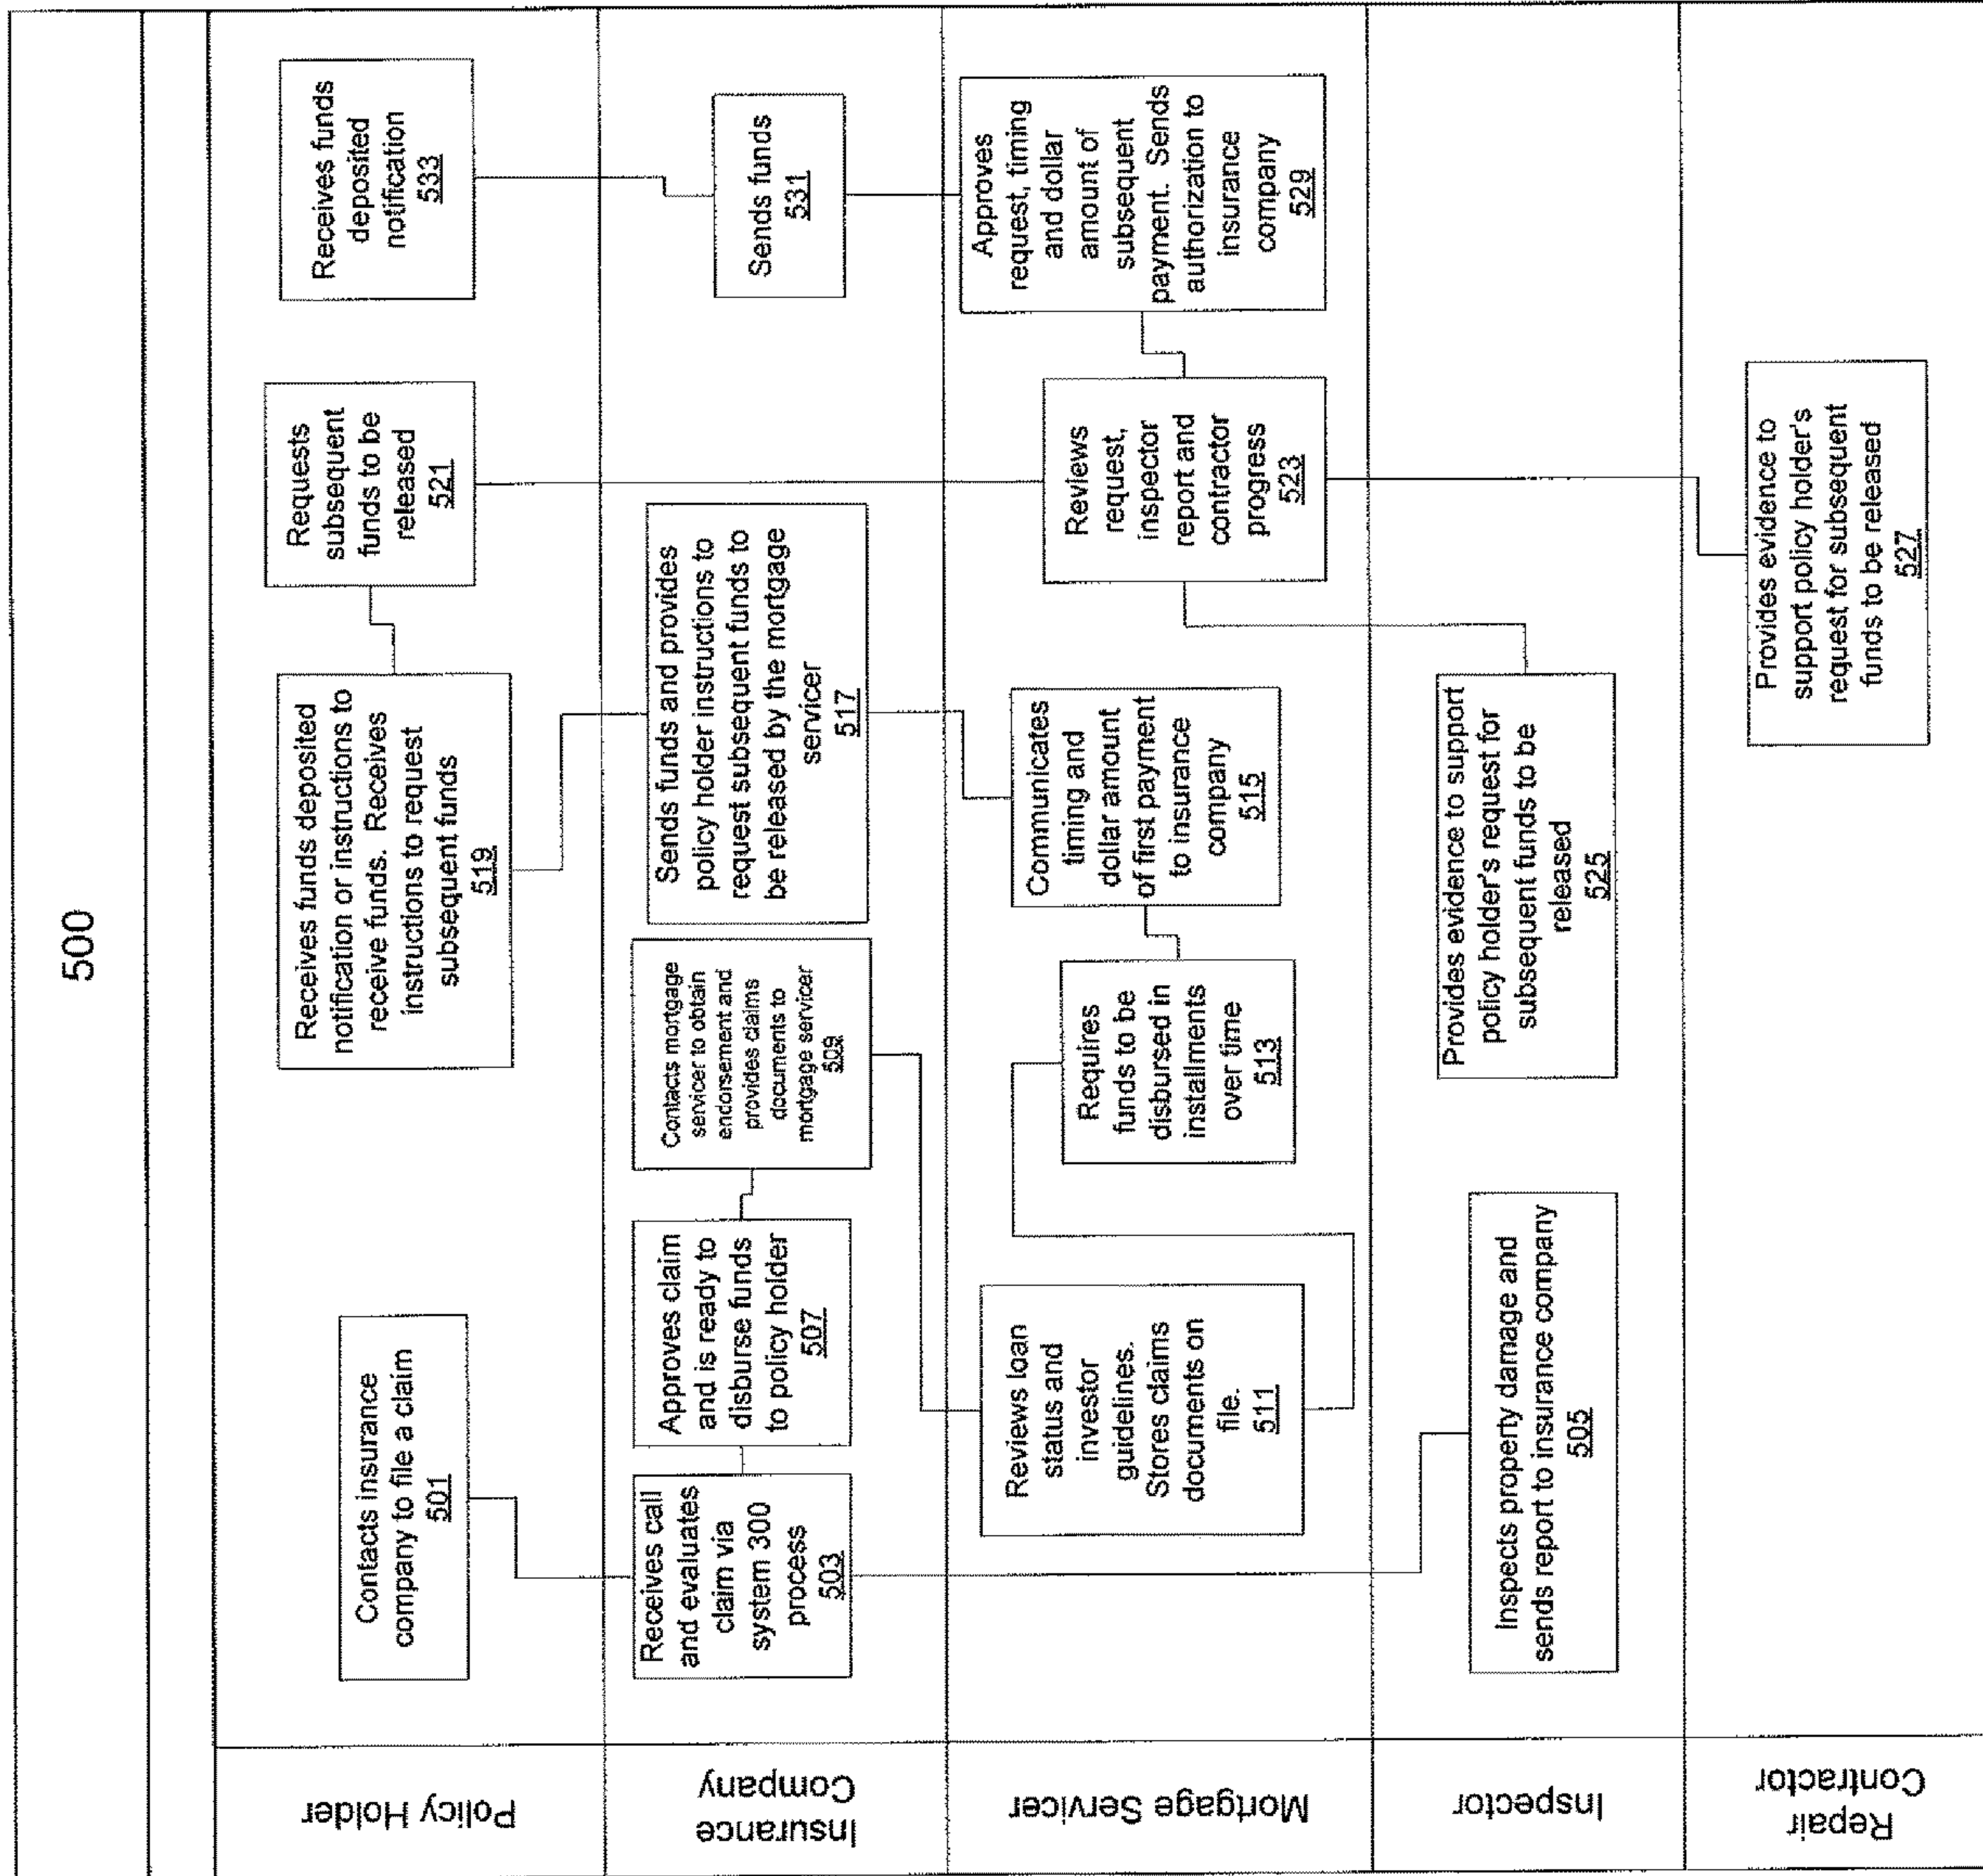 500
Policy Holder
Contacts insurance
company to file a claim
501
Receives funds deposited
notification or instructions to
receive funds. Receives
instructions to request
subsequent funds
519
Requests
subsequent
funds to be
released
521
Receives funds
deposited
notification
533
Insurance
Company
Receives call
and evaluates
claim via
system 300
process
503
Approves claim
and is ready to
disburse funds
to policy holder
507
Contacts mortgage
servicer to obtain
endorsement and
provides claims
documents to
mortgage servicer
509
Sends funds and provides
policy holder instructions to
request subsequent funds to
be released by the mortgage
servicer
517
Sends funds
531
Mortgage Servicer
Reviews loan
status and
investor
guidelines.
Stores claims
documents on
file.
511
Requires
funds to be
disbursed in
installments
over time
513
Communicates
timing and
dollar amount
of first payment
to insurance
company
515
Reviews
request,
inspector
report and
contractor
progress
523
Approves
request, timing
and dollar
amount of
subsequent
payment. Sends
authorization to
insurance
company
529
Inspector
Inspects property damage and
sends report to insurance company
505
Provides evidence to support
policy holder's request for
subsequent funds to be
released
525
Repair
Contractor
Provides evidence to
support policy holder's
request for subsequent
funds to be released
527